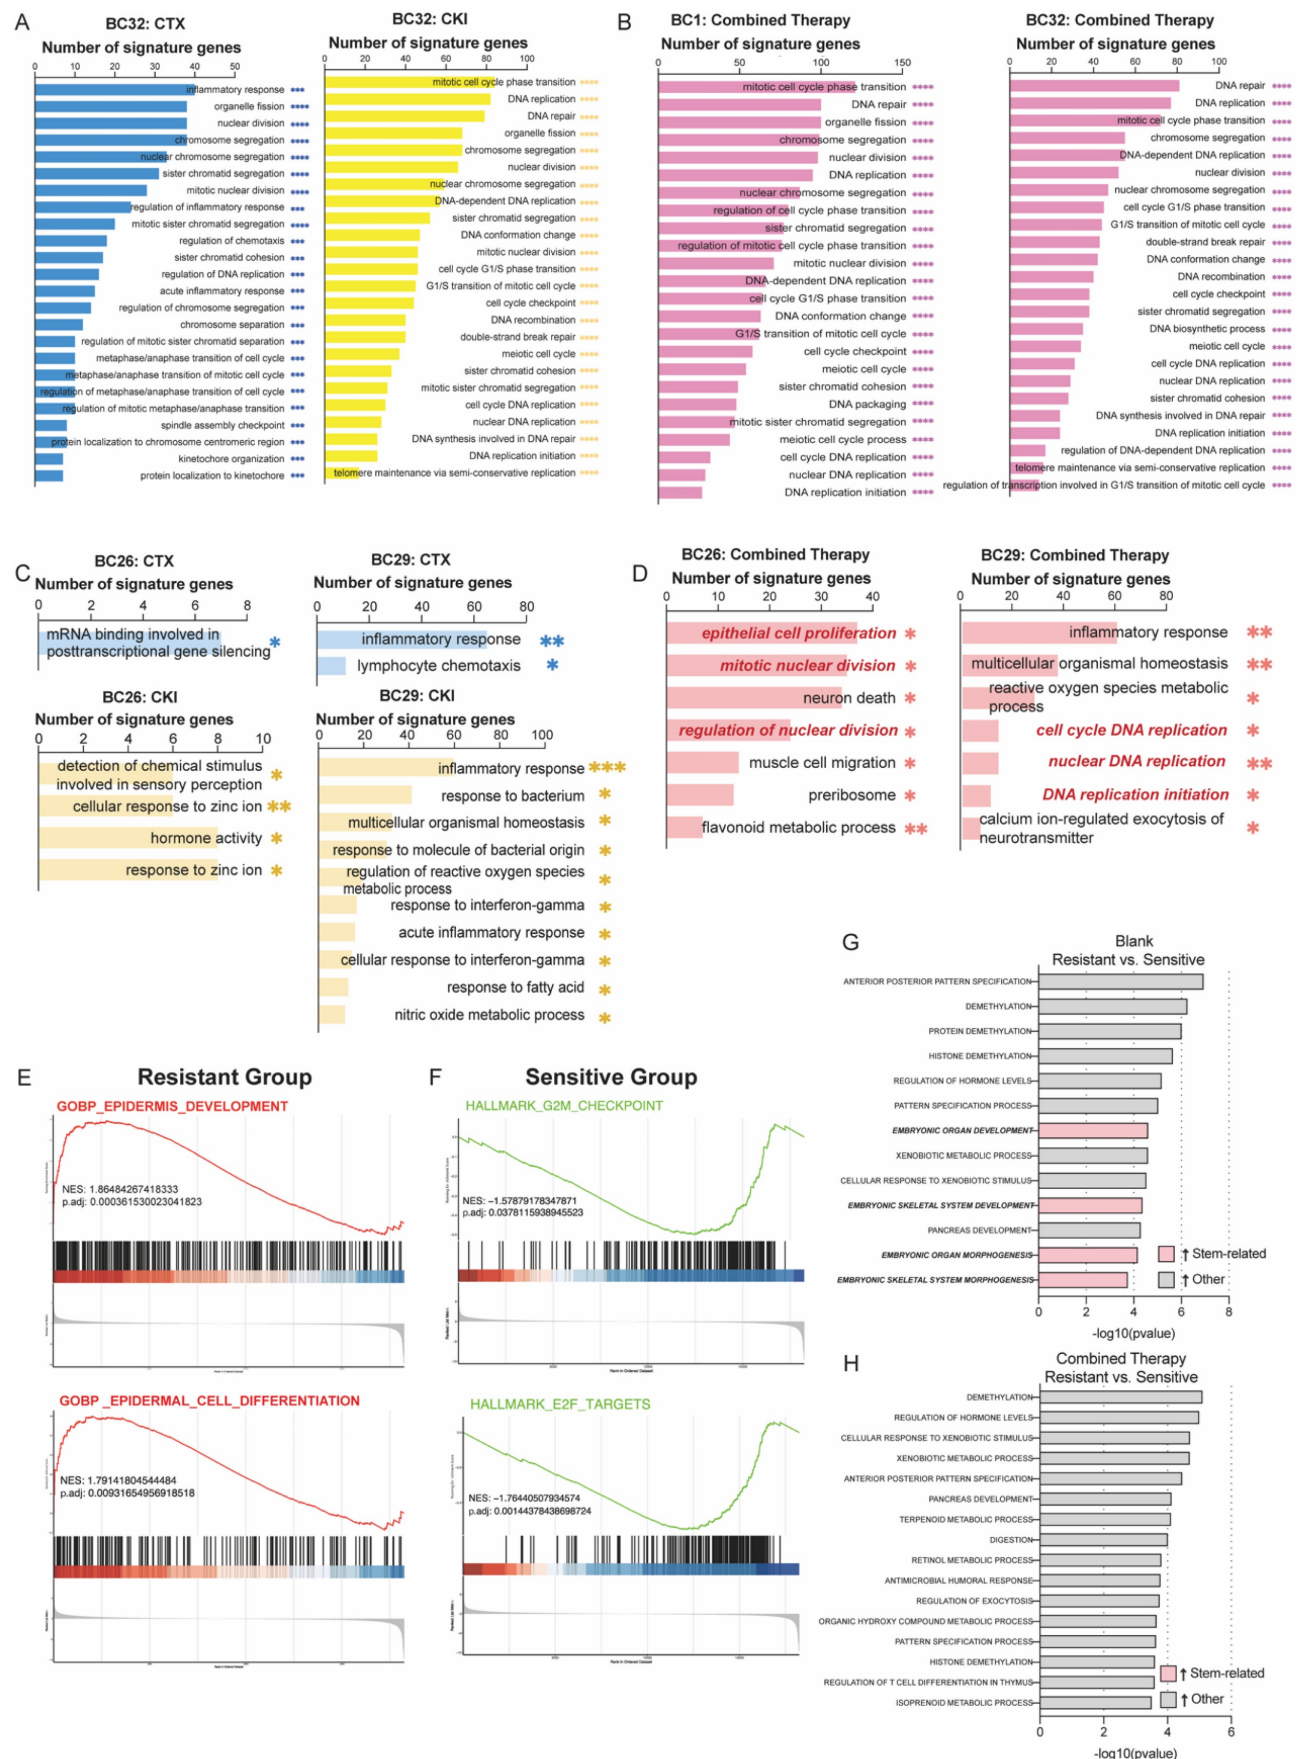 A
BC32: CTX
Number of signature genes
0 10 20 30 40 50
inflammatory response ***
organelle fission ****
nuclear division ****
chromosome segregation ****
nuclear chromosome segregation ****
sister chromatid segregation ****
mitotic nuclear division ****
regulation of inflammatory response ***
mitotic sister chromatid segregation ****
regulation of chemotaxis ***
sister chromatid cohesion ***
regulation of DNA replication ***
acute inflammatory response ***
regulation of chromosome segregation ***
chromosome separation ***
regulation of mitotic sister chromatid separation ***
metaphase/anaphase transition of cell cycle ***
metaphase/anaphase transition of mitotic cell cycle ***
regulation of metaphase/anaphase transition of cell cycle ***
regulation of mitotic metaphase/anaphase transition ***
spindle assembly checkpoint ***
protein localization to chromosome centromeric region ***
kinetochore organization ***
protein localization to kinetochore ***
BC32: CKI
Number of signature genes
0 20 40 60 80 100
mitotic cell cycle phase transition ****
DNA replication ****
DNA repair ****
organelle fission ****
chromosome segregation ****
nuclear division ****
nuclear chromosome segregation ****
DNA-dependent DNA replication ****
sister chromatid segregation ****
DNA conformation change ****
mitotic nuclear division ****
cell cycle G1/S phase transition ****
G1/S transition of mitotic cell cycle ****
cell cycle checkpoint ****
DNA recombination ****
double-strand break repair ****
meiotic cell cycle ****
sister chromatid cohesion ****
mitotic sister chromatid segregation ****
cell cycle DNA replication ****
nuclear DNA replication ****
DNA synthesis involved in DNA repair ****
DNA replication initiation ****
telomere maintenance via semi-conservative replication ****
B
BC1: Combined Therapy
Number of signature genes
0 50 100 150
mitotic cell cycle phase transition ****
DNA repair ****
organelle fission ****
chromosome segregation ****
nuclear division ****
DNA replication ****
nuclear chromosome segregation ****
regulation of cell cycle phase transition ****
sister chromatid segregation ****
regulation of mitotic cell cycle phase transition ****
mitotic nuclear division ****
DNA-dependent DNA replication ****
cell cycle G1/S phase transition ****
DNA conformation change ****
G1/S transition of mitotic cell cycle ****
cell cycle checkpoint ****
meiotic cell cycle ****
sister chromatid cohesion ****
DNA packaging ****
mitotic sister chromatid segregation ****
meiotic cell cycle process ****
cell cycle DNA replication ****
nuclear DNA replication ****
DNA replication initiation ****
BC32: Combined Therapy
Number of signature genes
0 20 40 60 80 100
DNA repair ****
DNA replication ****
mitotic cell cycle phase transition ****
chromosome segregation ****
DNA-dependent DNA replication ****
nuclear division ****
nuclear chromosome segregation ****
cell cycle G1/S phase transition ****
G1/S transition of mitotic cell cycle ****
double-strand break repair ****
DNA conformation change ****
DNA recombination ****
cell cycle checkpoint ****
sister chromatid segregation ****
DNA biosynthetic process ****
meiotic cell cycle ****
cell cycle DNA replication ****
nuclear DNA replication ****
sister chromatid cohesion ****
DNA synthesis involved in DNA repair ****
DNA replication initiation ****
regulation of DNA-dependent DNA replication ****
telomere maintenance via semi-conservative replication ****
regulation of transcription involved in G1/S transition of mitotic cell cycle ****
C
BC26: CTX
Number of signature genes
0 2 4 6 8
mRNA binding involved in
posttranscriptional gene silencing *
BC26: CKI
Number of signature genes
0 2 4 6 8 10
detection of chemical stimulus
involved in sensory perception *
cellular response to zinc ion **
hormone activity *
response to zinc ion *
BC29: CTX
Number of signature genes
0 20 40 60 80
inflammatory response **
lymphocyte chemotaxis *
BC29: CKI
Number of signature genes
0 20 40 60 80 100
inflammatory response ***
response to bacterium *
multicellular organismal homeostasis *
response to molecule of bacterial origin *
regulation of reactive oxygen species
metabolic process *
response to interferon-gamma *
acute inflammatory response *
cellular response to interferon-gamma *
response to fatty acid *
nitric oxide metabolic process *
D
BC26: Combined Therapy
Number of signature genes
0 10 20 30 40
epithelial cell proliferation *
mitotic nuclear division *
neuron death *
regulation of nuclear division *
muscle cell migration *
preribosome *
flavonoid metabolic process **
BC29: Combined Therapy
Number of signature genes
0 20 40 60 80
inflammatory response **
multicellular organismal homeostasis **
reactive oxygen species metabolic
process *
cell cycle DNA replication *
nuclear DNA replication **
DNA replication initiation *
calcium ion-regulated exocytosis of
neurotransmitter *
E
Resistant Group
GOBP_EPIDERMIS_DEVELOPMENT
NES: 1.86484267418333
p.adj: 0.000361530023041823
GOBP _EPIDERMAL_CELL_DIFFERENTIATION
NES: 1.79141804544484
p.adj: 0.00931654956918518
F
Sensitive Group
HALLMARK_G2M_CHECKPOINT
NES: −1.57879178347871
p.adj: 0.0378115938945523
HALLMARK_E2F_TARGETS
NES: −1.76440507934574
p.adj: 0.00144378438698724
G
Blank
Resistant vs. Sensitive
ANTERIOR POSTERIOR PATTERN SPECIFICATION
DEMETHYLATION
PROTEIN DEMETHYLATION
HISTONE DEMETHYLATION
REGULATION OF HORMONE LEVELS
PATTERN SPECIFICATION PROCESS
EMBRYONIC ORGAN DEVELOPMENT
XENOBIOTIC METABOLIC PROCESS
CELLULAR RESPONSE TO XENOBIOTIC STIMULUS
EMBRYONIC SKELETAL SYSTEM DEVELOPMENT
PANCREAS DEVELOPMENT
EMBRYONIC ORGAN MORPHOGENESIS
EMBRYONIC SKELETAL SYSTEM MORPHOGENESIS
↑ Stem-related
↑ Other
0 2 4 6 8
-log10(pvalue)
H
Combined Therapy
Resistant vs. Sensitive
DEMETHYLATION
REGULATION OF HORMONE LEVELS
CELLULAR RESPONSE TO XENOBIOTIC STIMULUS
XENOBIOTIC METABOLIC PROCESS
ANTERIOR POSTERIOR PATTERN SPECIFICATION
PANCREAS DEVELOPMENT
TERPENOID METABOLIC PROCESS
DIGESTION
RETINOL METABOLIC PROCESS
ANTIMICROBIAL HUMORAL RESPONSE
REGULATION OF EXOCYTOSIS
ORGANIC HYDROXY COMPOUND METABOLIC PROCESS
PATTERN SPECIFICATION PROCESS
HISTONE DEMETHYLATION
REGULATION OF T CELL DIFFERENTIATION IN THYMUS
ISOPRENOID METABOLIC PROCESS
↑ Stem-related
↑ Other
0 2 4 6
-log10(pvalue)